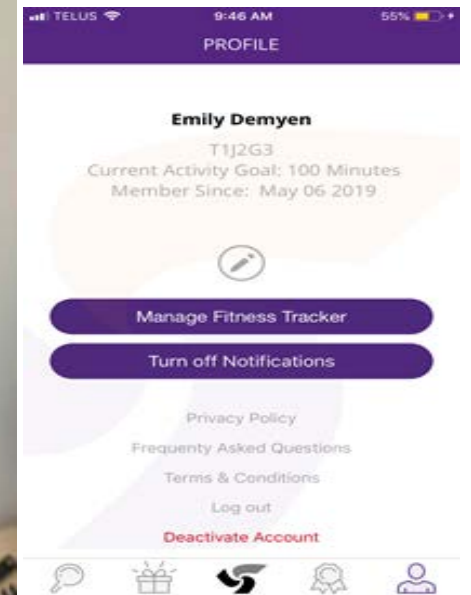 TELUS 9:46 AM 55%
PROFILE
Emily Demyen
T1J2G3
Current Activity Goal: 100 Minutes
Member Since: May 06 2019
Manage Fitness Tracker
Turn off Notifications
Privacy Policy
Frequenty Asked Questions
Terms & Conditions
Log out
Deactivate Account